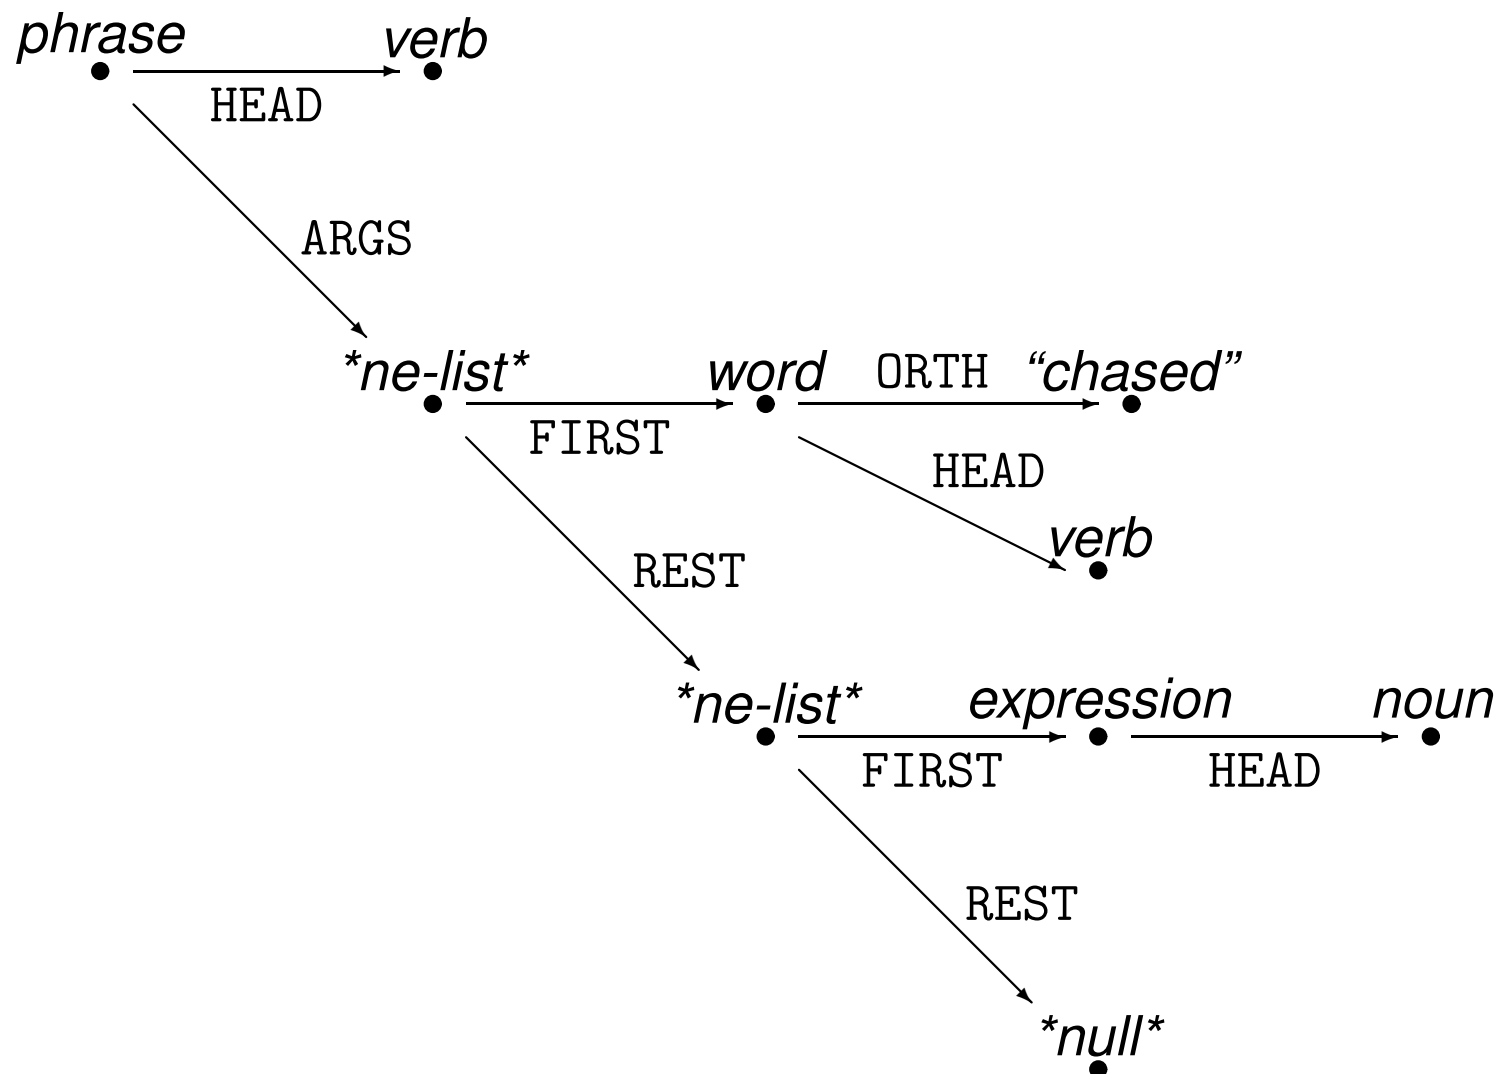 phrase verb
HEAD
ARGS
*ne-list* word ORTH “chased”
FIRST
HEAD
verb
REST
*ne-list* expression noun
FIRST HEAD
REST
*null*